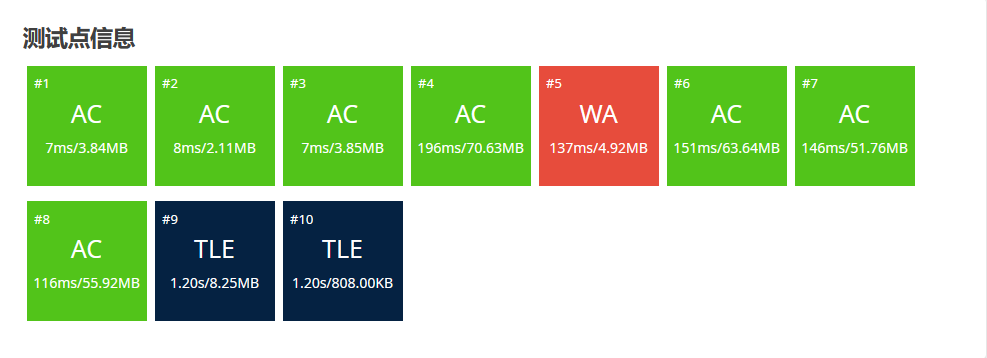 测试点信息
#1 #2 #3 #4 #5 #6 #7
AC AC AC AC WA AC AC
7ms/3.84MB 8ms/2.11MB 7ms/3.85MB 196ms/70.63MB 137ms/4.92MB 151ms/63.64MB 146ms/51.76MB
#8 #9 #10
AC TLE TLE
116ms/55.92MB 1.20s/8.25MB 1.20s/808.00KB